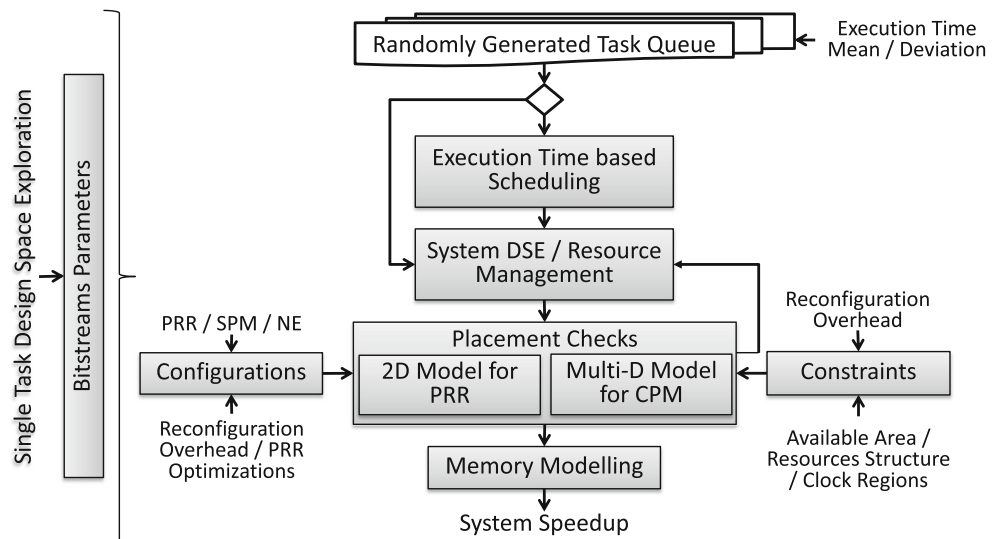 Single Task Design Space Exploration
Bitstreams Parameters
Randomly Generated Task Queue
Execution Time
Mean / Deviation
Execution Time based
Scheduling
System DSE / Resource
Management
PRR / SPM / NE
Configurations
Reconfiguration
Overhead / PRR
Optimizations
Placement Checks
2D Model for
PRR
Multi-D Model
for CPM
Reconfiguration
Overhead
Constraints
Available Area /
Resources Structure
/ Clock Regions
Memory Modelling
System Speedup